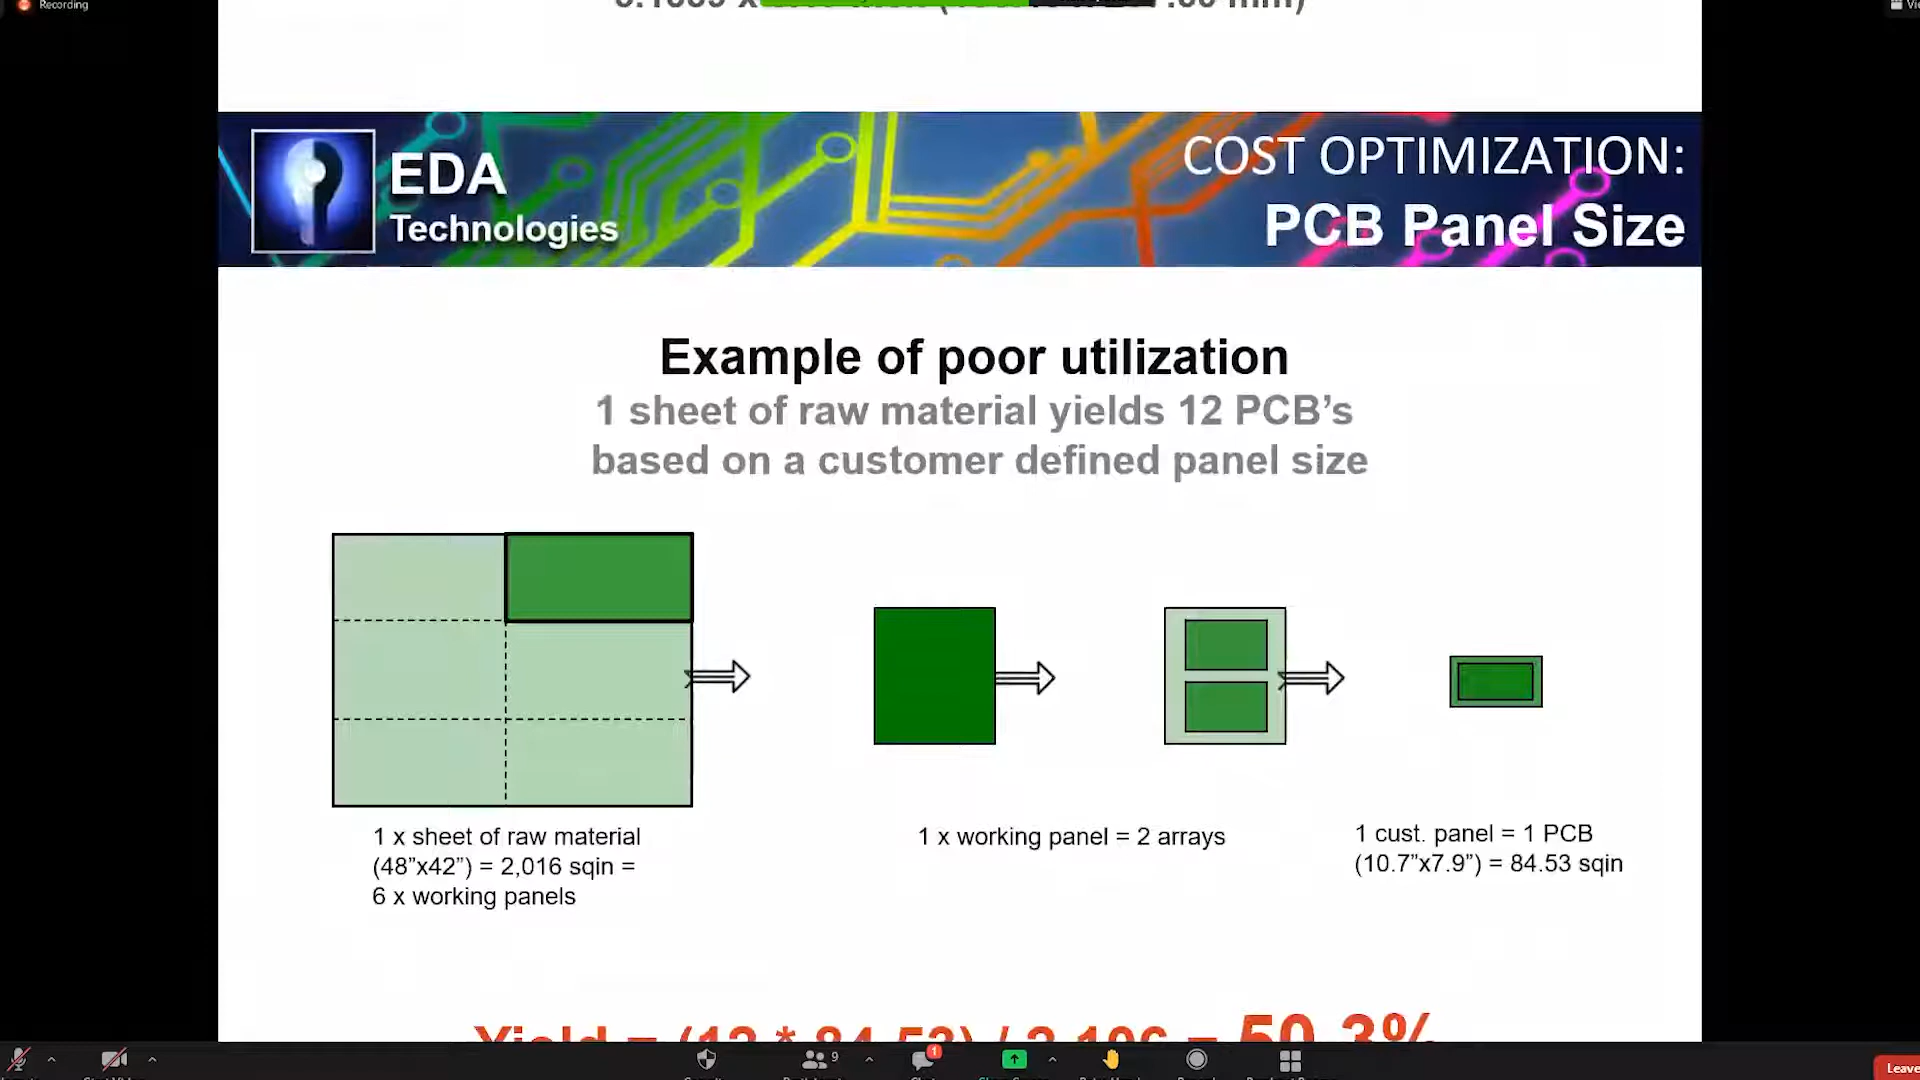 Recording
EDA
Technologies
COST OPTIMIZATION:
PCB Panel Size
Example of poor utilization
1 sheet of raw material yields 12 PCB’s
based on a customer defined panel size
1 x sheet of raw material
(48”x42”) = 2,016 sqin =
6 x working panels
1 x working panel = 2 arrays
1 cust. panel = 1 PCB
(10.7”x7.9”) = 84.53 sqin
Yield = (12 * 84.53) / 2,106 = 50.3%
9
1
Leave